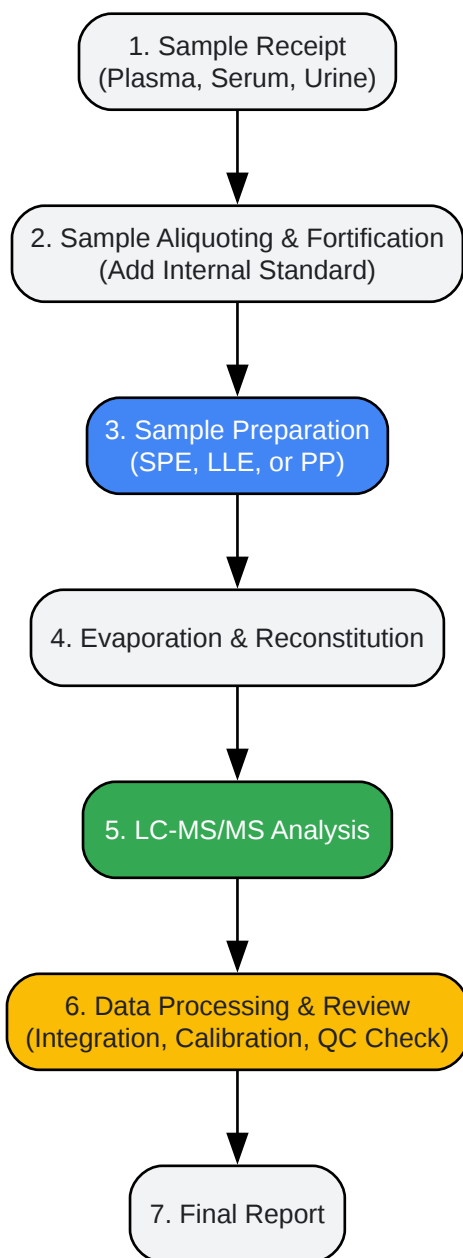 1. Sample Receipt
(Plasma, Serum, Urine)
2. Sample Aliquoting & Fortification
(Add Internal Standard)
3. Sample Preparation
(SPE, LLE, or PP)
4. Evaporation & Reconstitution
5. LC-MS/MS Analysis
6. Data Processing & Review
(Integration, Calibration, QC Check)
7. Final Report